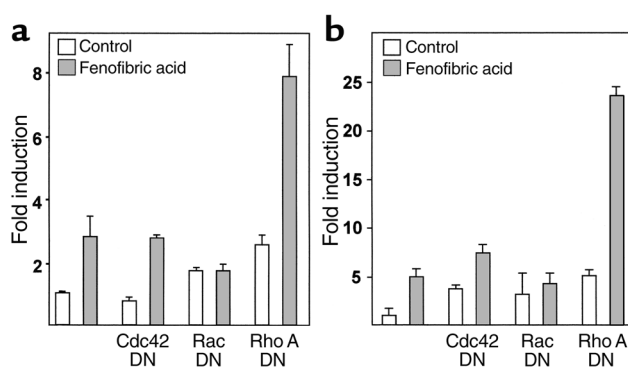 a
Control
Fenofibric acid
Fold induction
8
6
4
2
Cdc42
DN
Rac
DN
Rho A
DN
b
Control
Fenofibric acid
Fold induction
25
20
15
10
5
Cdc42
DN
Rac
DN
Rho A
DN